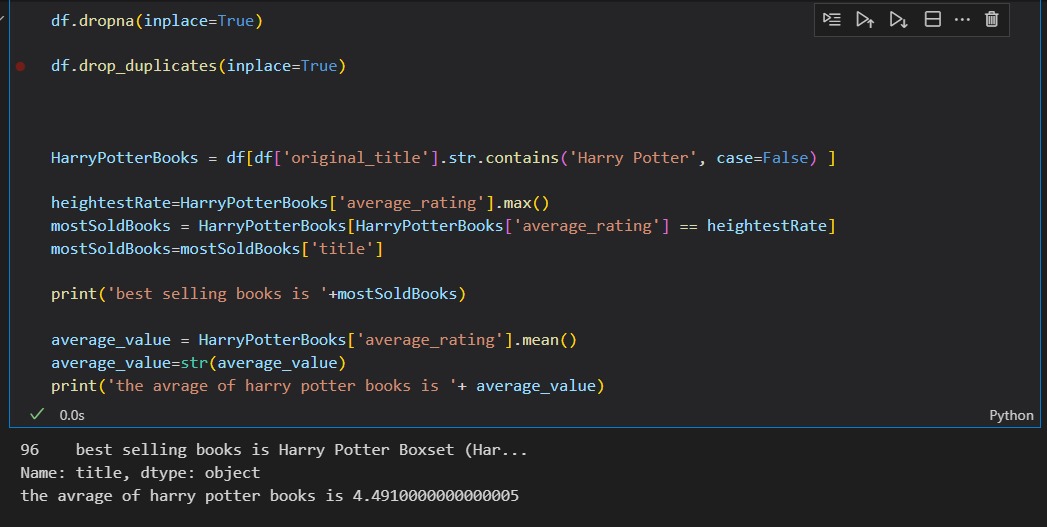 df.dropna(inplace=True)
df.drop_duplicates(inplace=True)
HarryPotterBooks = df[df['original_title'].str.contains('Harry Potter', case=False) ]
heightestRate=HarryPotterBooks['average_rating'].max()
mostSoldBooks = HarryPotterBooks[HarryPotterBooks['average_rating'] == heightestRate]
mostSoldBooks=mostSoldBooks['title']
print('best selling books is '+mostSoldBooks)
average_value = HarryPotterBooks['average_rating'].mean()
average_value=str(average_value)
print('the avrage of harry potter books is '+ average_value)
0.0s
Python
96    best selling books is Harry Potter Boxset (Har...
Name: title, dtype: object
the avrage of harry potter books is 4.4910000000000005